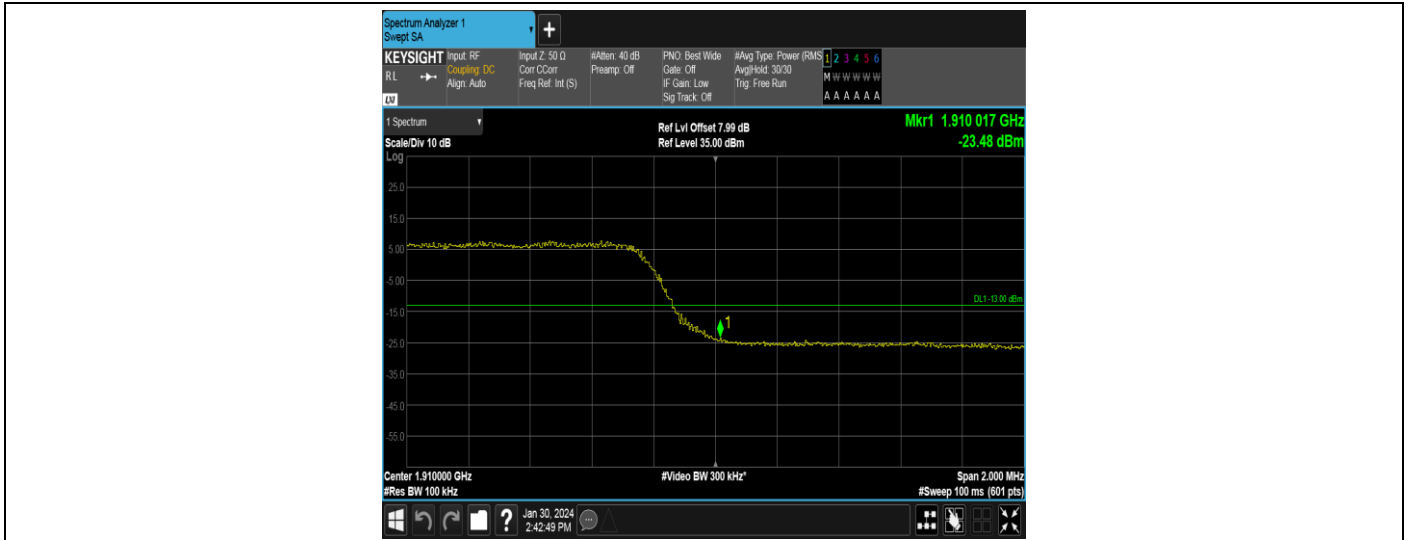 Spectrum Analyzer 1
Swept SA
+
KEYSIGHT
RL
LXI
Input: RF
Coupling: DC
Align: Auto
Input Z: 50 Ω
Corr CCorr
Freq Ref: Int (S)
#Atten: 40 dB
Preamp: Off
PNO: Best Wide
Gate: Off
IF Gain: Low
Sig Track: Off
#Avg Type: Power (RMS
Avg|Hold: 30/30
Trig: Free Run
1 2 3 4 5 6
M W W W W W
A A A A A A
1 Spectrum
Scale/Div 10 dB
Ref Lvl Offset 7.99 dB
Ref Level 35.00 dBm
Mkr1 1.910 017 GHz
-23.48 dBm
Log
25.0
15.0
5.00
-5.00
DL1 -13.00 dBm
-15.0
1
-25.0
-35.0
-45.0
-55.0
Center 1.910000 GHz
#Video BW 300 kHz*
Span 2.000 MHz
#Res BW 100 kHz
#Sweep 100 ms (601 pts)
?
Jan 30, 2024
2:42:49 PM